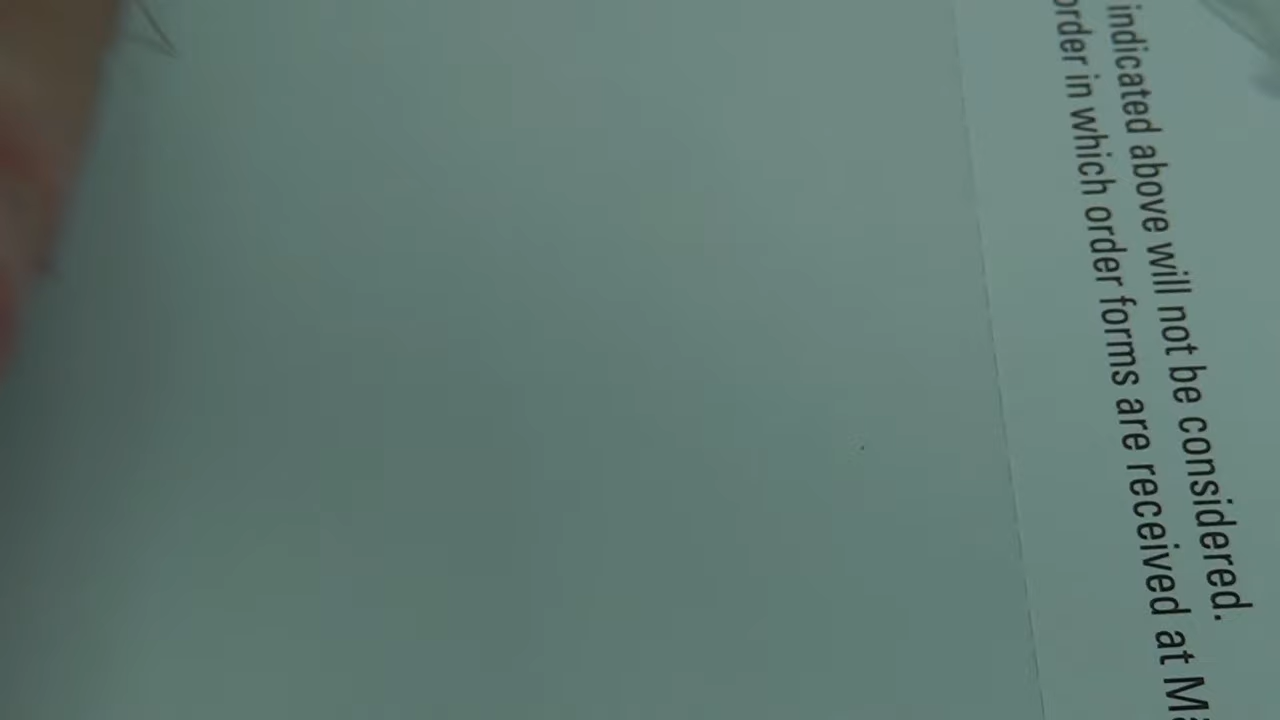 indicated above will not be considered.
order in which order forms are received at